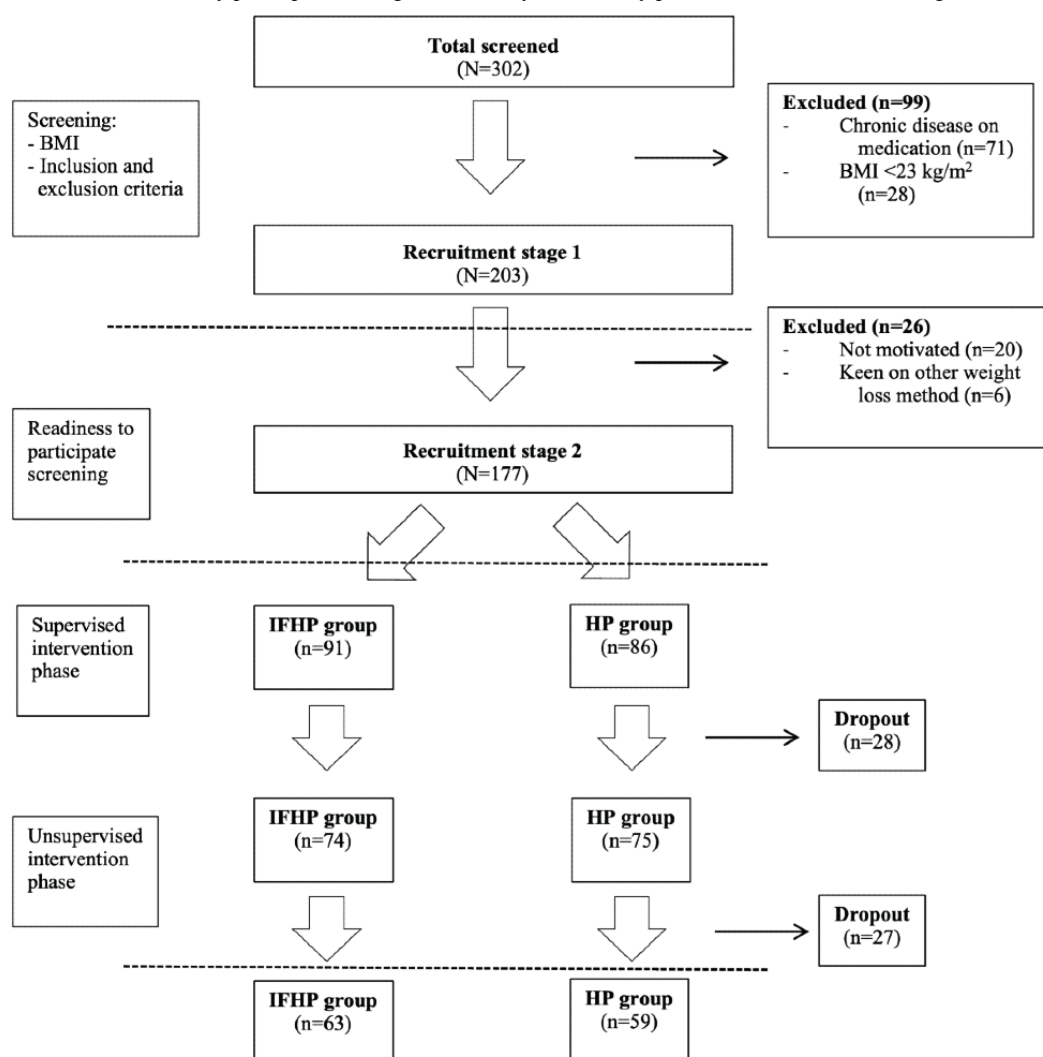 Total screened
(N=302)
Screening:
- BMI
- Inclusion and
exclusion criteria
Excluded (n=99)
- Chronic disease on
medication (n=71)
- BMI <23 kg/m²
(n=28)
Recruitment stage 1
(N=203)
Excluded (n=26)
- Not motivated (n=20)
- Keen on other weight
loss method (n=6)
Readiness to
participate
screening
Recruitment stage 2
(N=177)
Supervised
intervention
phase
IFHP group
(n=91)
HP group
(n=86)
Dropout
(n=28)
Unsupervised
intervention
phase
IFHP group
(n=74)
HP group
(n=75)
Dropout
(n=27)
IFHP group
(n=63)
HP group
(n=59)